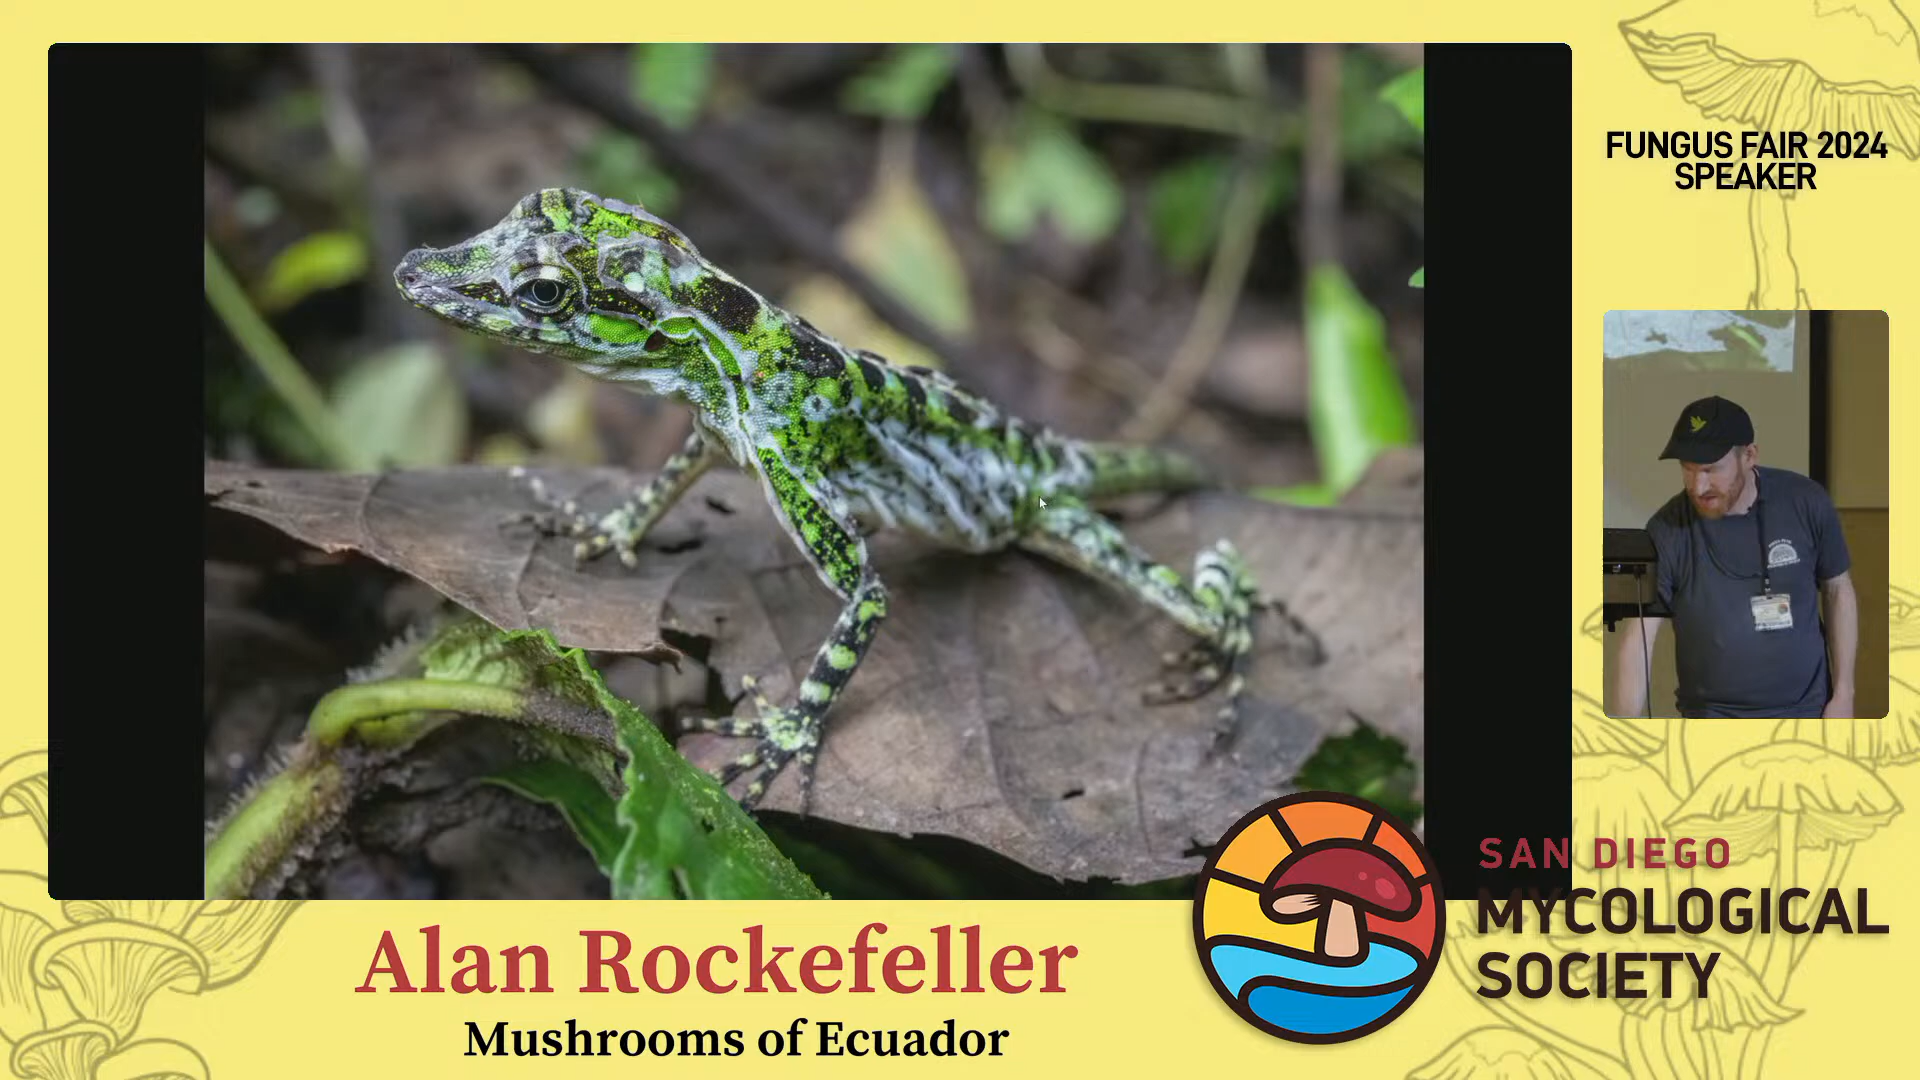 FUNGUS FAIR 2024
SPEAKER
SAN DIEGO
MYCOLOGICAL
SOCIETY
Alan Rockefeller
Mushrooms of Ecuador